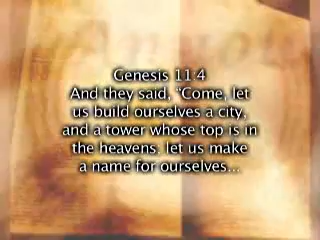 Genesis 11:4
And they said, "Come, let
us build ourselves a city,
and a tower whose top is in
the heavens; let us make
a name for ourselves...